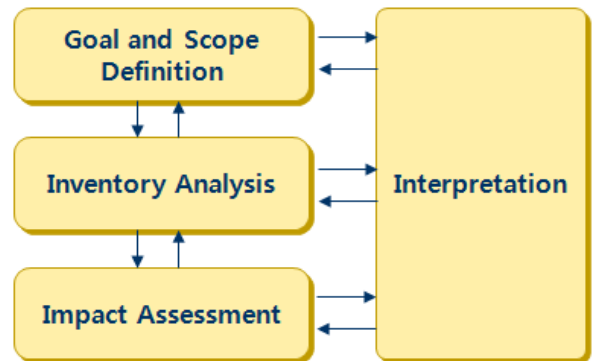 Goal and Scope
Definition
Inventory Analysis
Interpretation
Impact Assessment